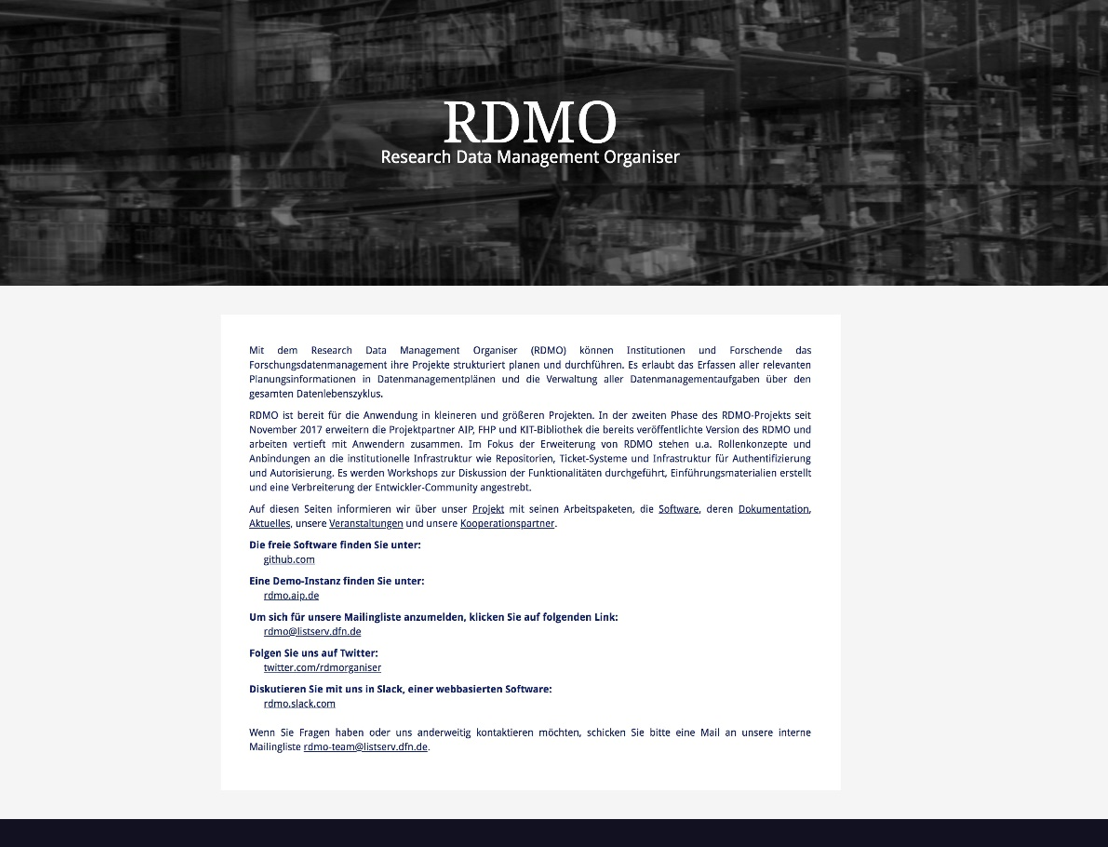 RDMO
Research Data Management Organiser
Mit dem Research Data Management Organiser (RDMO) können Institutionen und Forschende das
Forschungsdatenmanagement ihre Projekte strukturiert planen und durchführen. Es erlaubt das Erfassen aller relevanten
Planungsinformationen in Datenmanagementplänen und die Verwaltung aller Datenmanagementaufgaben über den
gesamten Datenlebenszyklus.
RDMO ist bereit für die Anwendung in kleineren und größeren Projekten. In der zweiten Phase des RDMO-Projekts seit
November 2017 erweitern die Projektpartner AIP, FHP und KIT-Bibliothek die bereits veröffentlichte Version des RDMO und
arbeiten vertieft mit Anwendern zusammen. Im Fokus der Erweiterung von RDMO stehen u.a. Rollenkonzepte und
Anbindungen an die institutionelle Infrastruktur wie Repositorien, Ticket-Systeme und Infrastruktur für Authentifizierung
und Autorisierung. Es werden Workshops zur Diskussion der Funktionalitäten durchgeführt, Einführungsmaterialien erstellt
und eine Verbreiterung der Entwickler-Community angestrebt.
Auf diesen Seiten informieren wir über unser Projekt mit seinen Arbeitspaketen, die Software, deren Dokumentation,
Aktuelles, unsere Veranstaltungen und unsere Kooperationspartner.
Die freie Software finden Sie unter:
github.com
Eine Demo-Instanz finden Sie unter:
rdmo.aip.de
Um sich für unsere Mailingliste anzumelden, klicken Sie auf folgenden Link:
rdmo@listserv.dfn.de
Folgen Sie uns auf Twitter:
twitter.com/rdmorganiser
Diskutieren Sie mit uns in Slack, einer webbasierten Software:
rdmo.slack.com
Wenn Sie Fragen haben oder uns anderweitig kontaktieren möchten, schicken Sie bitte eine Mail an unsere interne
Mailingliste rdmo-team@listserv.dfn.de.